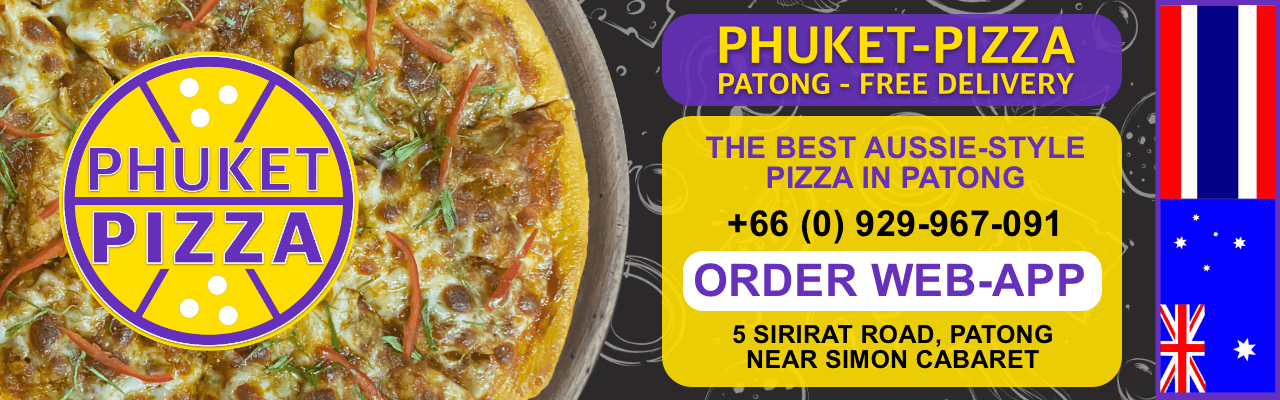 PHUKET
PIZZA
PHUKET-PIZZA
PATONG - FREE DELIVERY
THE BEST AUSSIE-STYLE
PIZZA IN PATONG
+66 (0) 929-967-091
ORDER WEB-APP
5 SIRIRAT ROAD, PATONG
NEAR SIMON CABARET